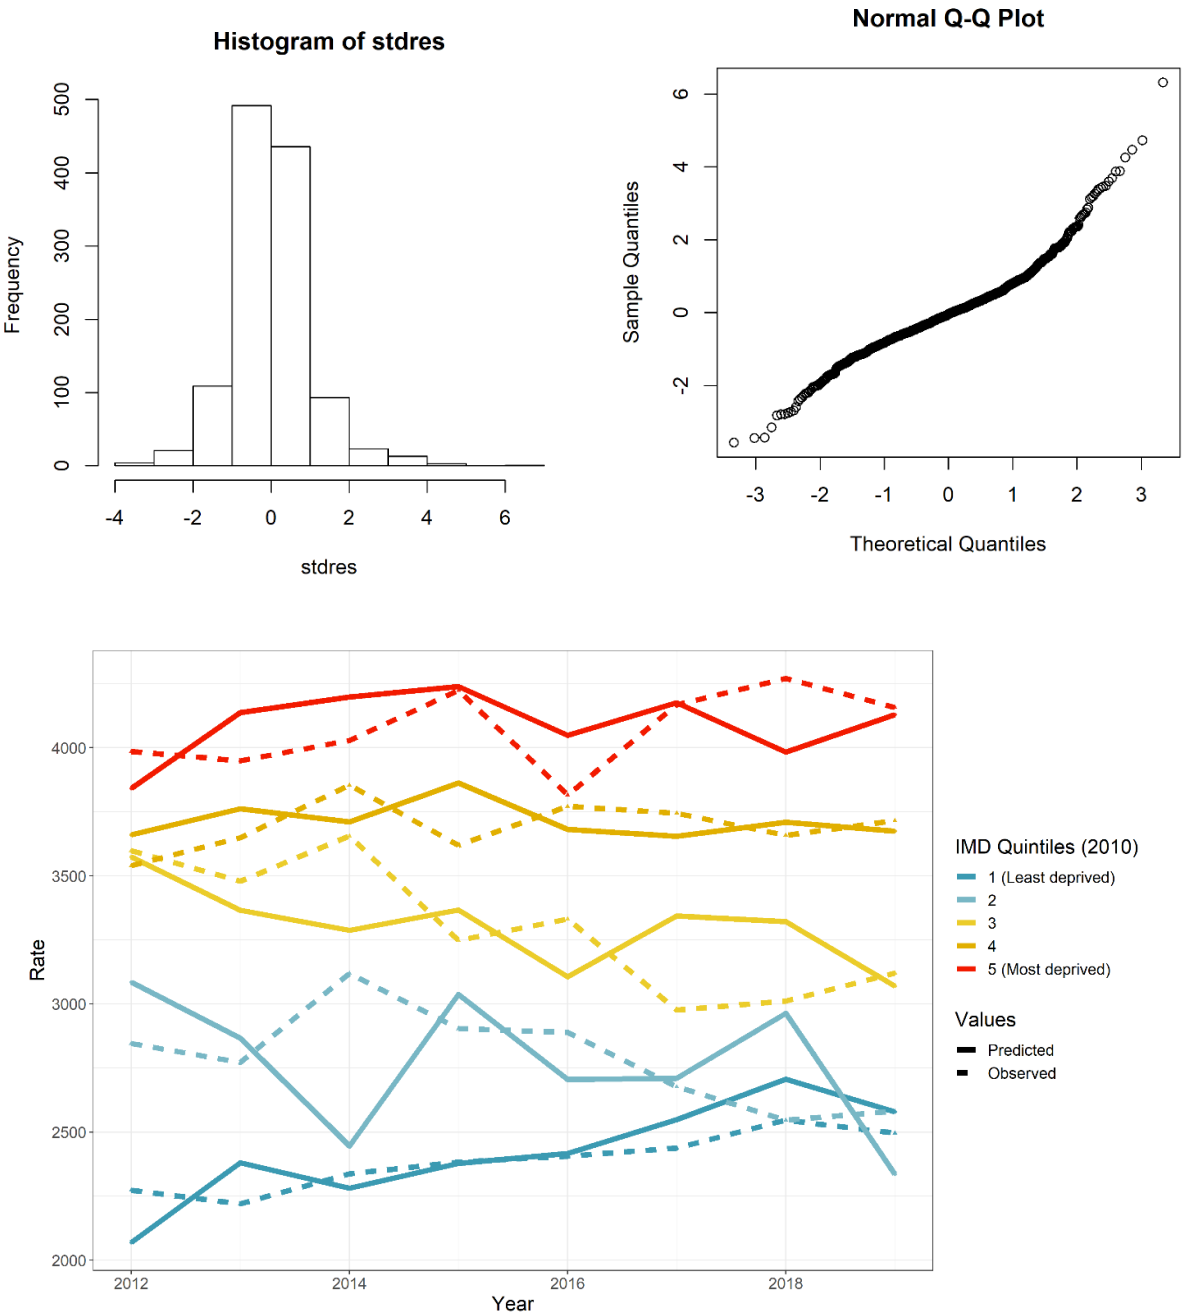 Histogram of stdres
500
400
300
200
100
0
Frequency
-4
-2
0
2
4
6
stdres
Normal Q-Q Plot
6
4
2
0
-2
Sample Quantiles
-3
-2
-1
0
1
2
3
Theoretical Quantiles
4000
3500
3000
2500
2000
Rate
2012
2014
2016
2018
Year
IMD Quintiles (2010)
1 (Least deprived)
2
3
4
5 (Most deprived)
Values
Predicted
Observed